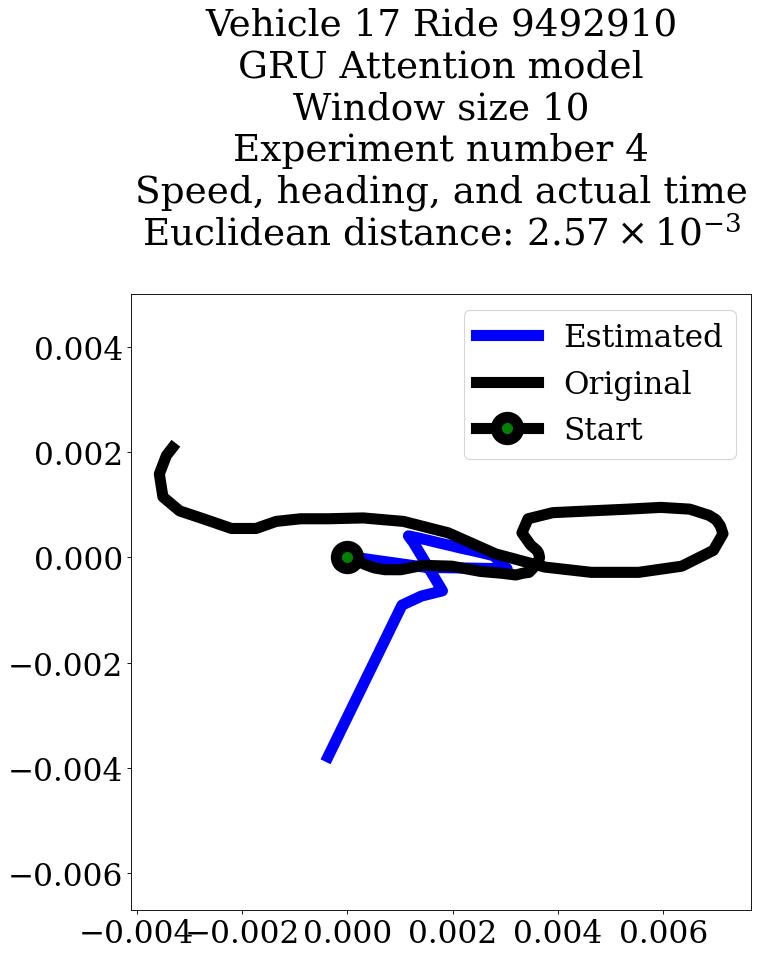 Vehicle 17 Ride 9492910
GRU Attention model
Window size 10
Experiment number 4
Speed, heading, and actual time
Euclidean distance: 2.57 × 10⁻³
Estimated
Original
Start
0.004
0.002
0.000
−0.002
−0.004
−0.006
−0.004 −0.002 0.000 0.002 0.004 0.006